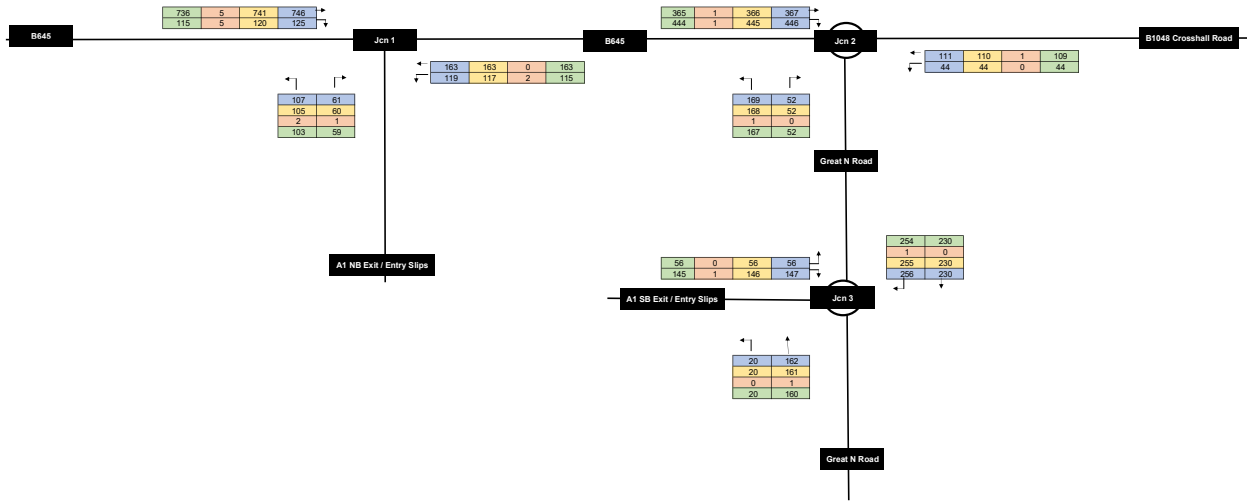 736 5 741 746
115 5 120 125
365 1 366 367
444 1 445 446
B645
Jcn 1
B645
Jcn 2
B1048 Crosshall Road
163 163 0 163
119 117 2 115
111 110 1 109
44 44 0 44
107 61
105 60
2 1
103 59
169 52
168 52
1 0
167 52
Great N Road
254 230
1 0
255 230
256 230
A1 NB Exit / Entry Slips
56 0 56 56
145 1 146 147
A1 SB Exit / Entry Slips
Jcn 3
20 162
20 161
0 1
20 160
Great N Road